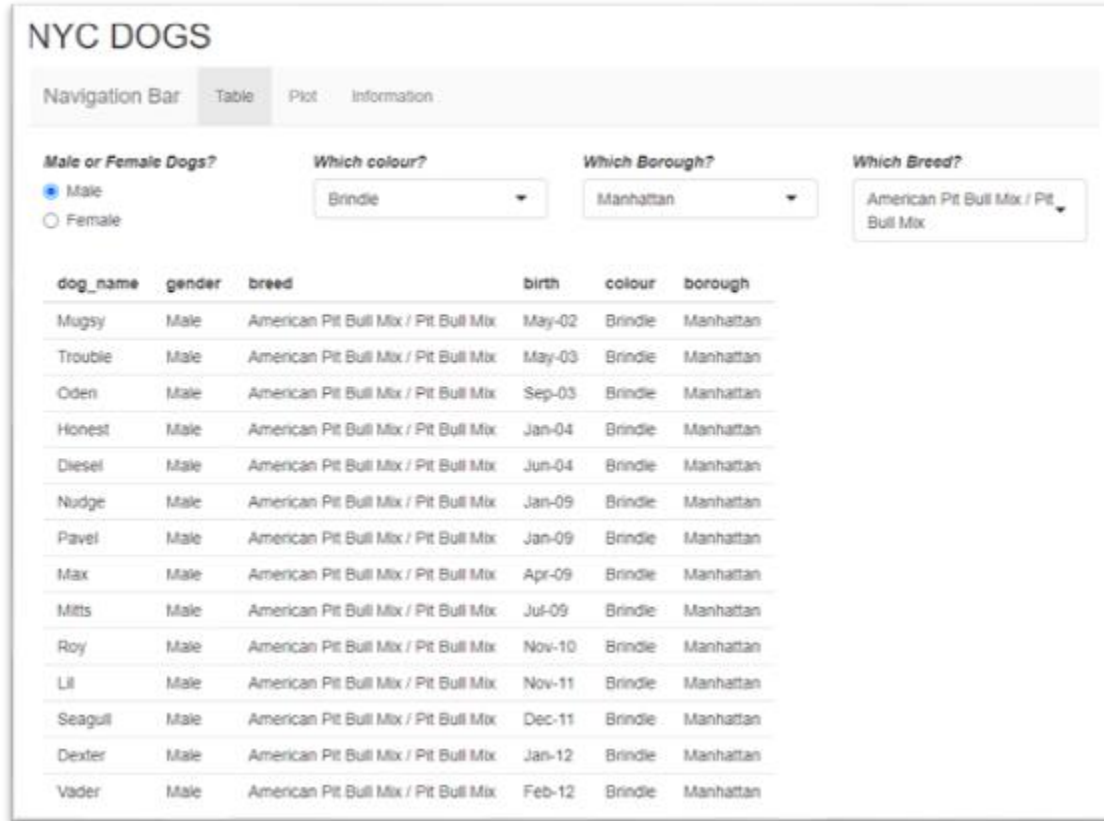 NYC DOGS
Navigation Bar Table Plot Information
Male or Female Dogs? Which colour? Which Borough? Which Breed?
Male Brindle Manhattan American Pit Bull Mix / Pit Bull Mix
Female
dog_name gender breed birth colour borough
Mugsy Male American Pit Bull Mix / Pit Bull Mix May-02 Brindle Manhattan
Trouble Male American Pit Bull Mix / Pit Bull Mix May-03 Brindle Manhattan
Oden Male American Pit Bull Mix / Pit Bull Mix Sep-03 Brindle Manhattan
Honest Male American Pit Bull Mix / Pit Bull Mix Jan-04 Brindle Manhattan
Diesel Male American Pit Bull Mix / Pit Bull Mix Jun-04 Brindle Manhattan
Nudge Male American Pit Bull Mix / Pit Bull Mix Jan-09 Brindle Manhattan
Pavel Male American Pit Bull Mix / Pit Bull Mix Jan-09 Brindle Manhattan
Max Male American Pit Bull Mix / Pit Bull Mix Apr-09 Brindle Manhattan
Mitts Male American Pit Bull Mix / Pit Bull Mix Jul-09 Brindle Manhattan
Roy Male American Pit Bull Mix / Pit Bull Mix Nov-10 Brindle Manhattan
Lil Male American Pit Bull Mix / Pit Bull Mix Nov-11 Brindle Manhattan
Seagull Male American Pit Bull Mix / Pit Bull Mix Dec-11 Brindle Manhattan
Dexter Male American Pit Bull Mix / Pit Bull Mix Jan-12 Brindle Manhattan
Vader Male American Pit Bull Mix / Pit Bull Mix Feb-12 Brindle Manhattan